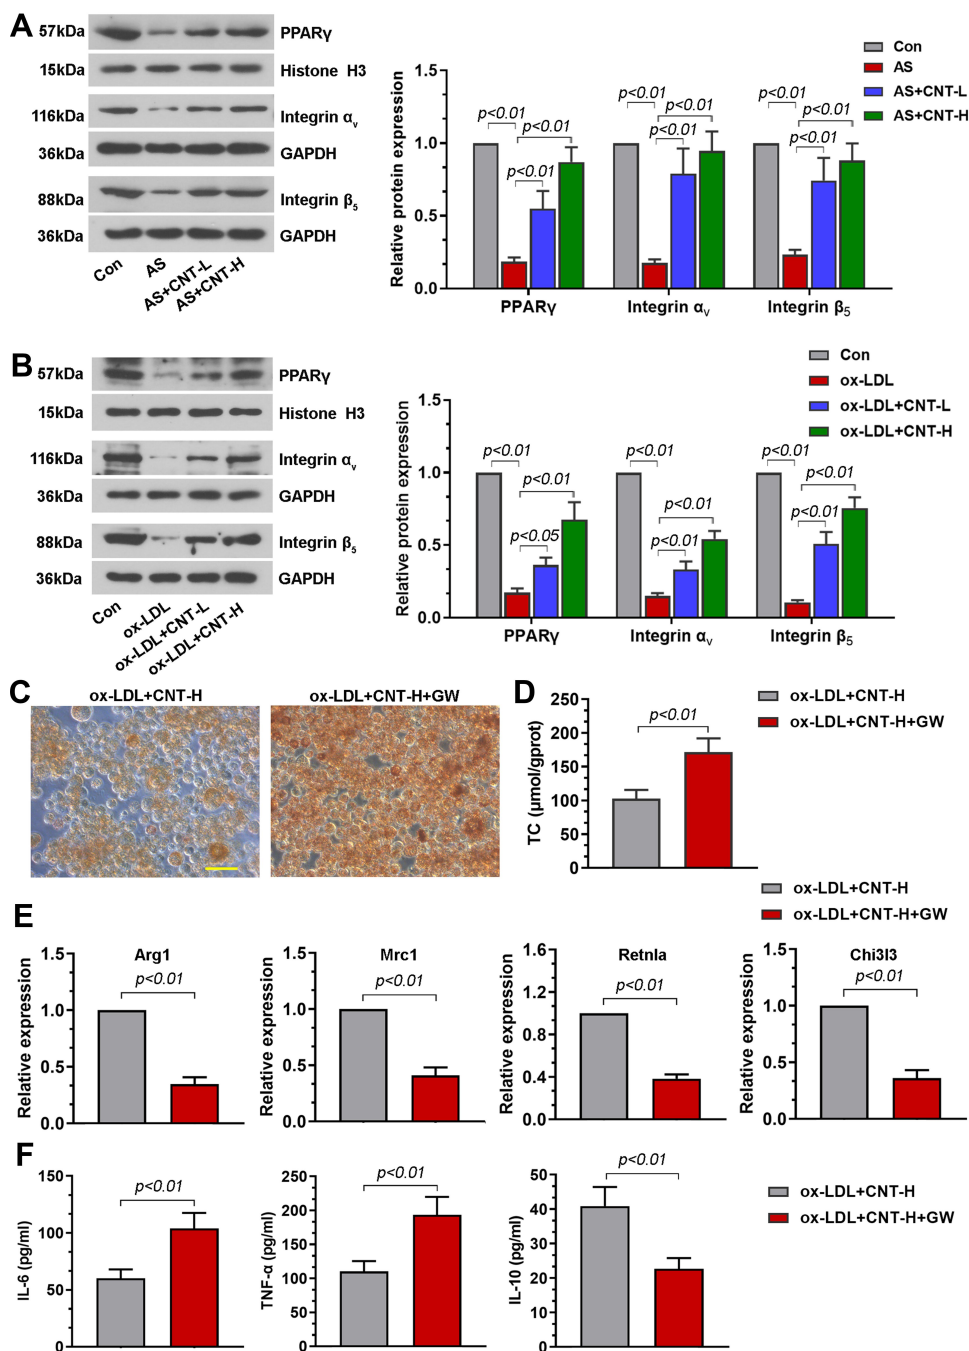 A
57kDa
PPARγ
15kDa
Histone H3
116kDa
Integrin αv
36kDa
GAPDH
88kDa
Integrin β5
36kDa
GAPDH
Con
AS
AS+CNT-L
AS+CNT-H
Con
AS
AS+CNT-L
AS+CNT-H
Relative protein expression
1.5
1.0
0.5
0.0
p<0.01 p<0.01 p<0.01
p<0.01 p<0.01 p<0.01
p<0.01 p<0.01 p<0.01
PPARγ Integrin αv Integrin β5
B
57kDa
PPARγ
15kDa
Histone H3
116kDa
Integrin αv
36kDa
GAPDH
88kDa
Integrin β5
36kDa
GAPDH
Con
ox-LDL
ox-LDL+CNT-L
ox-LDL+CNT-H
Con
ox-LDL
ox-LDL+CNT-L
ox-LDL+CNT-H
Relative protein expression
1.5
1.0
0.5
0.0
p<0.01 p<0.01 p<0.01
p<0.01 p<0.01 p<0.01
p<0.05 p<0.01 p<0.01
PPARγ Integrin αv Integrin β5
C
ox-LDL+CNT-H
ox-LDL+CNT-H+GW
D
ox-LDL+CNT-H
ox-LDL+CNT-H+GW
TC (μmol/gprot)
250
200
150
100
50
0
p<0.01
E
ox-LDL+CNT-H
ox-LDL+CNT-H+GW
Arg1
Relative expression
1.5
1.0
0.5
0.0
p<0.01
Mrc1
Relative expression
1.5
1.0
0.5
0.0
p<0.01
Retnla
Relative expression
1.6
1.2
0.8
0.4
0.0
p<0.01
Chi3l3
Relative expression
1.5
1.0
0.5
0.0
p<0.01
F
IL-6 (pg/ml)
150
100
50
0
p<0.01
TNF-α (pg/ml)
250
200
150
100
50
0
p<0.01
IL-10 (pg/ml)
50
40
30
20
10
0
p<0.01
ox-LDL+CNT-H
ox-LDL+CNT-H+GW